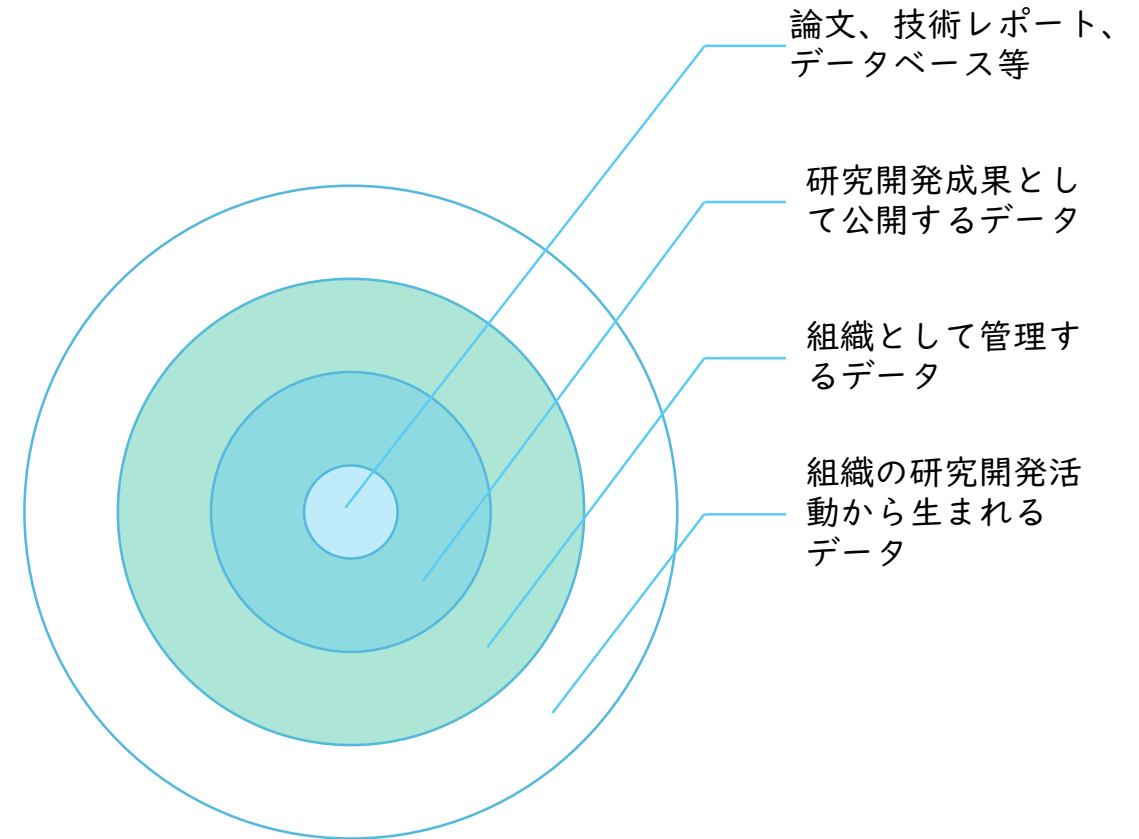 論文、技術レポート、
データベース等
研究開発成果とし
て公開するデータ
組織として管理す
るデータ
組織の研究開発活
動から生まれる
データ